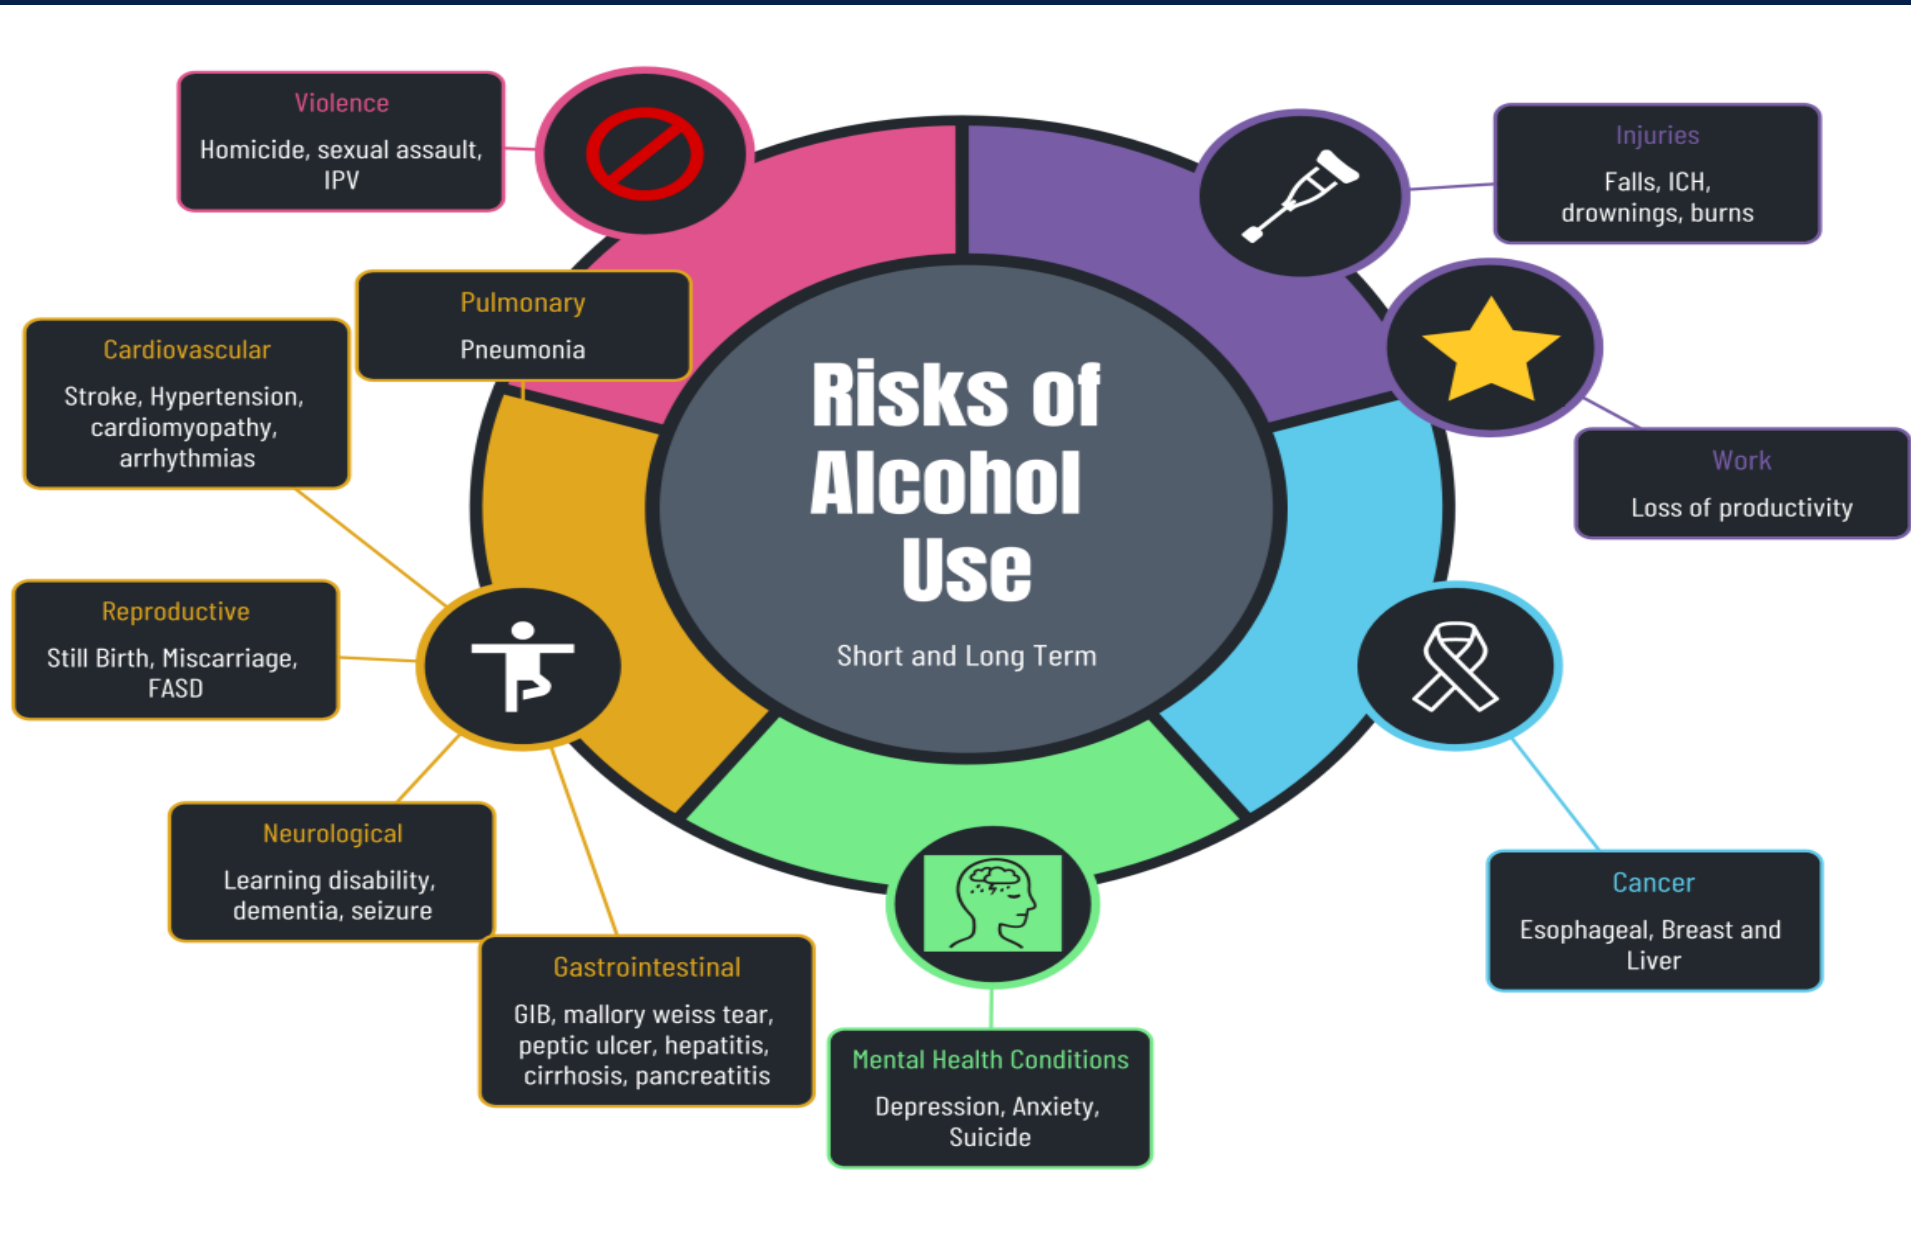 Risks of
Alcohol
Use
Short and Long Term
Violence
Homicide, sexual assault,
IPV
Injuries
Falls, ICH,
drownings, burns
Work
Loss of productivity
Cancer
Esophageal, Breast and
Liver
Mental Health Conditions
Depression, Anxiety,
Suicide
Gastrointestinal
GIB, mallory weiss tear,
peptic ulcer, hepatitis,
cirrhosis, pancreatitis
Neurological
Learning disability,
dementia, seizure
Reproductive
Still Birth, Miscarriage,
FASD
Cardiovascular
Stroke, Hypertension,
cardiomyopathy,
arrhythmias
Pulmonary
Pneumonia